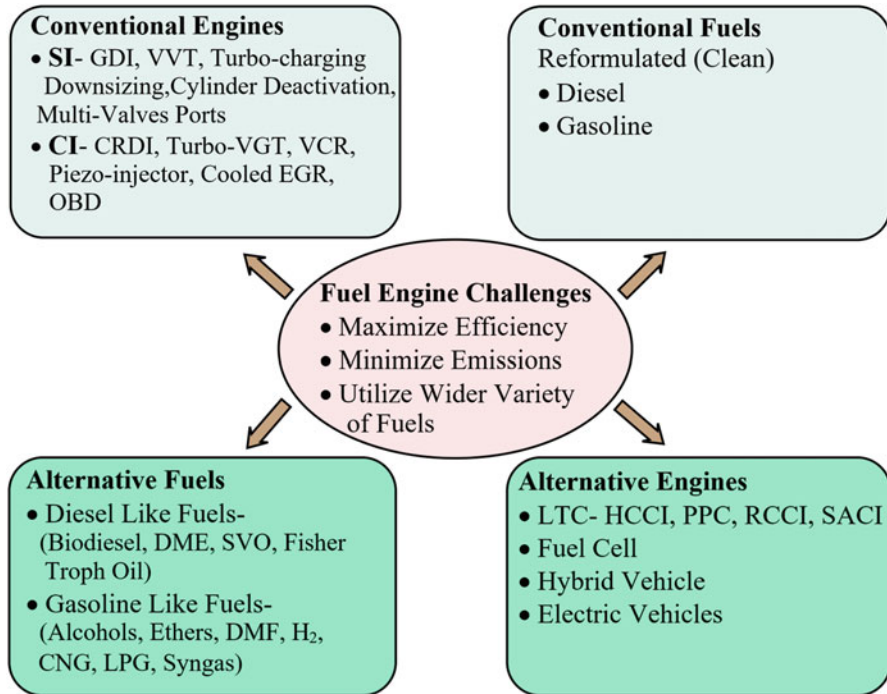 Conventional Engines
• SI- GDI, VVT, Turbo-charging
Downsizing,Cylinder Deactivation,
Multi-Valves Ports
• CI- CRDI, Turbo-VGT, VCR,
Piezo-injector, Cooled EGR,
OBD
Conventional Fuels
Reformulated (Clean)
• Diesel
• Gasoline
Fuel Engine Challenges
• Maximize Efficiency
• Minimize Emissions
• Utilize Wider Variety
of Fuels
Alternative Fuels
• Diesel Like Fuels-
(Biodiesel, DME, SVO, Fisher
Troph Oil)
• Gasoline Like Fuels-
(Alcohols, Ethers, DMF, H₂,
CNG, LPG, Syngas)
Alternative Engines
• LTC- HCCI, PPC, RCCI, SACI
• Fuel Cell
• Hybrid Vehicle
• Electric Vehicles